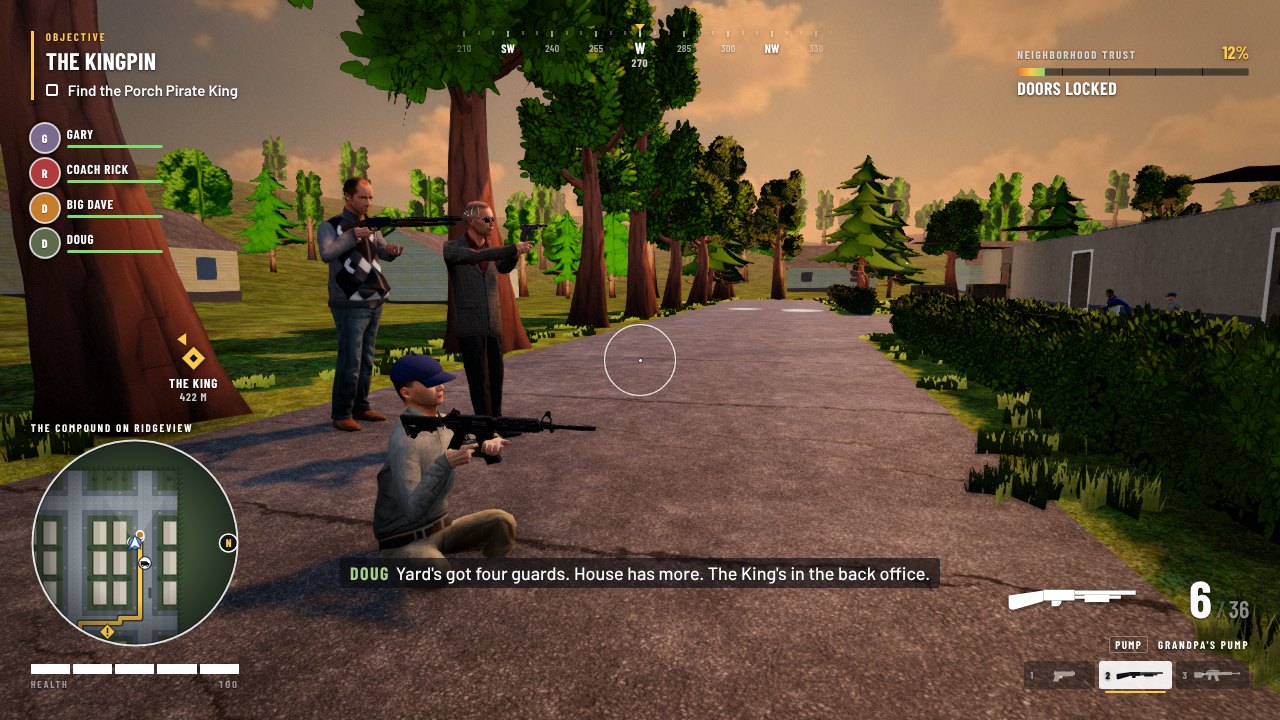 OBJECTIVE
THE KINGPIN
Find the Porch Pirate King
G GARY
R COACH RICK
D BIG DAVE
D DOUG
210 SW 240 255 W 285 300 NW 330
270
NEIGHBORHOOD TRUST 12%
DOORS LOCKED
THE KING
422 M
THE COMPOUND ON RIDGEVIEW
N
!
DOUG Yard's got four guards. House has more. The King's in the back office.
HEALTH 100
6 / 36
PUMP GRANDPA'S PUMP
1 2 3